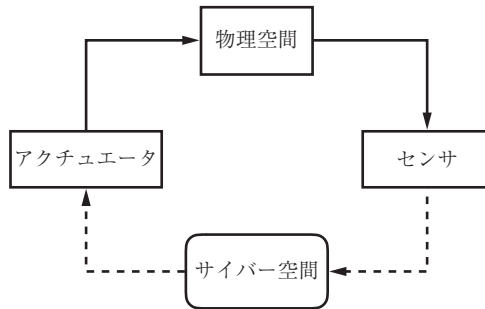 物理空間
アクチュエータ
センサ
サイバー空間